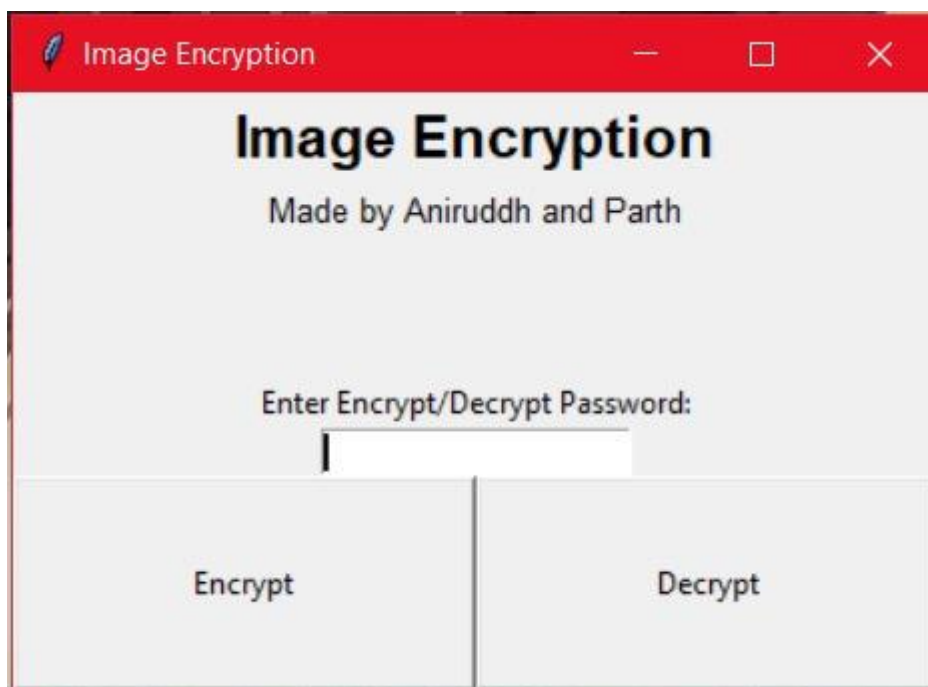 Image Encryption
Image Encryption
Made by Aniruddh and Parth
Enter Encrypt/Decrypt Password:
Encrypt
Decrypt